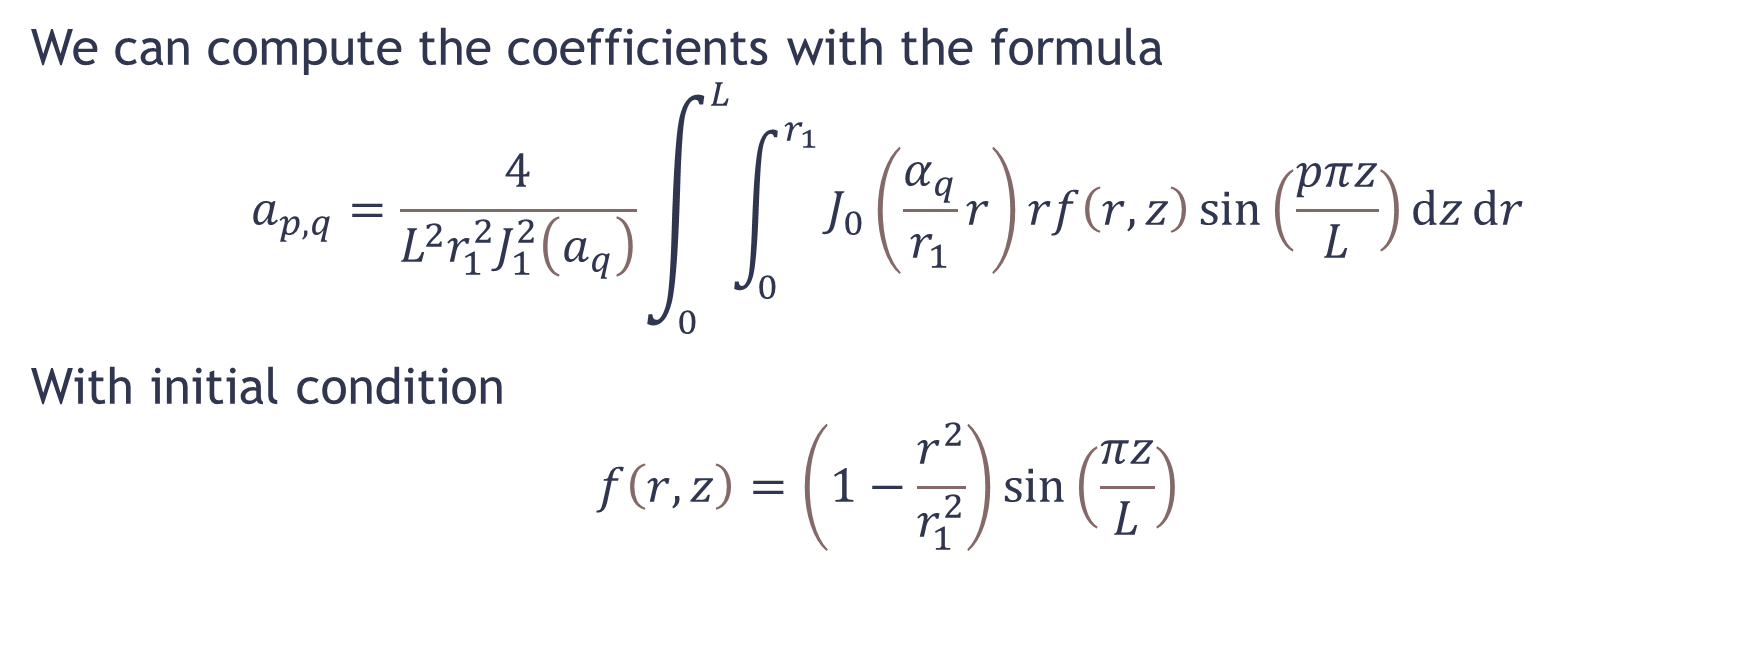 We can compute the coefficients with the formula
a_{p,q} = \frac{4}{L^2 r_1^2 J_1^2(a_q)} \int_0^L \int_0^{r_1} J_0\left(\frac{\alpha_q}{r_1} r\right) r f(r,z) \sin\left(\frac{p\pi z}{L}\right) dz dr
With initial condition
f(r,z) = \left(1 - \frac{r^2}{r_1^2}\right) \sin\left(\frac{\pi z}{L}\right)